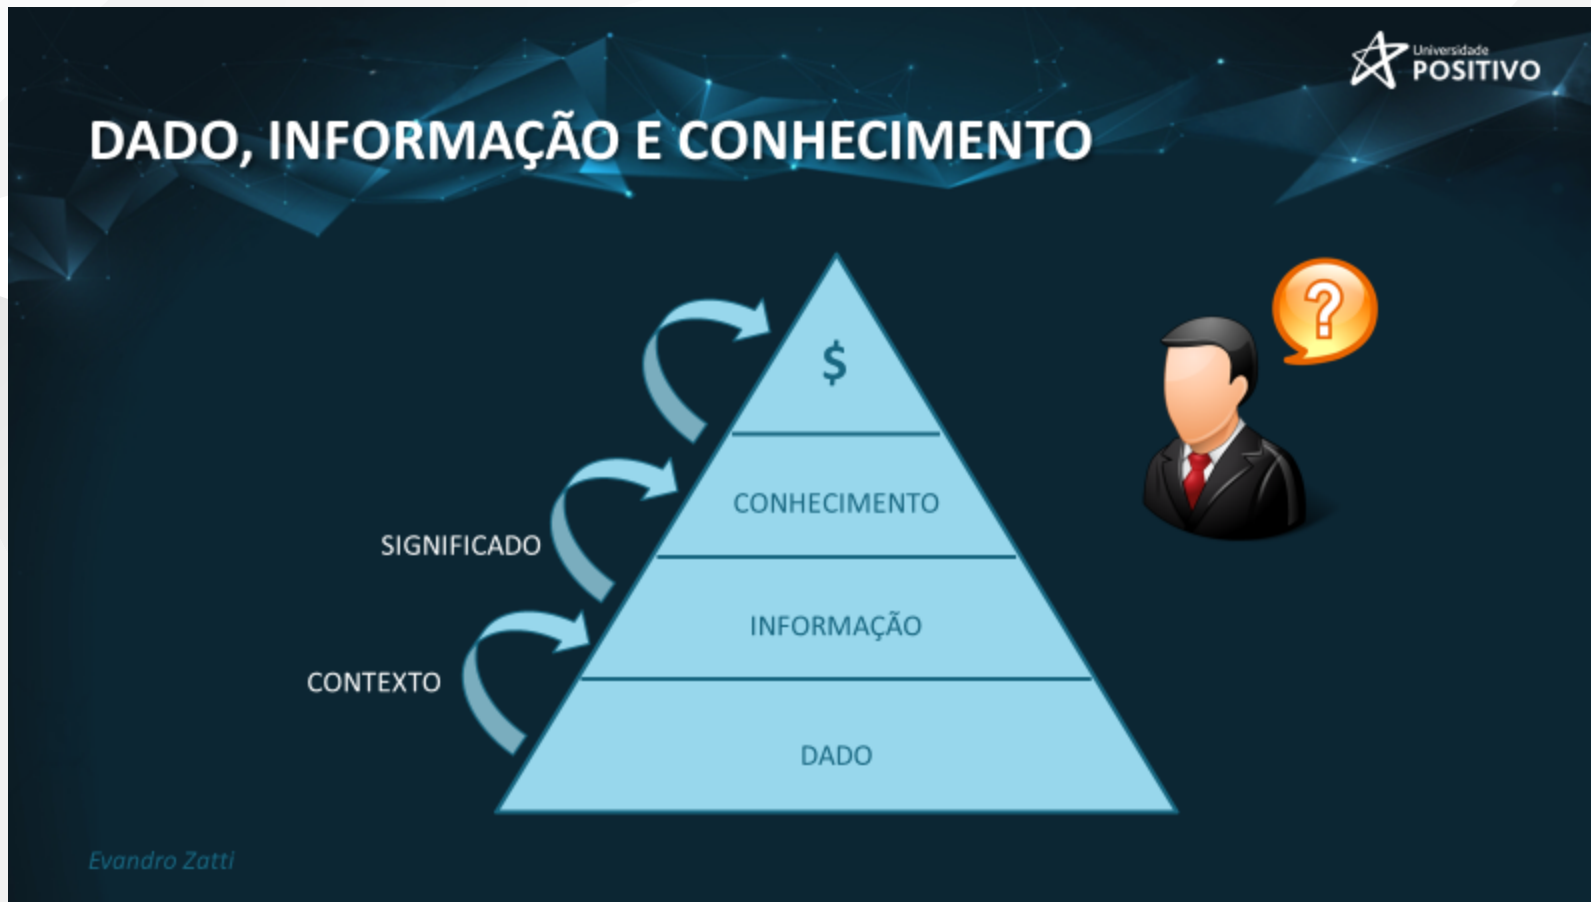 Universidade
POSITIVO
DADO, INFORMAÇÃO E CONHECIMENTO
?
$
CONHECIMENTO
SIGNIFICADO
INFORMAÇÃO
CONTEXTO
DADO
Evandro Zatti